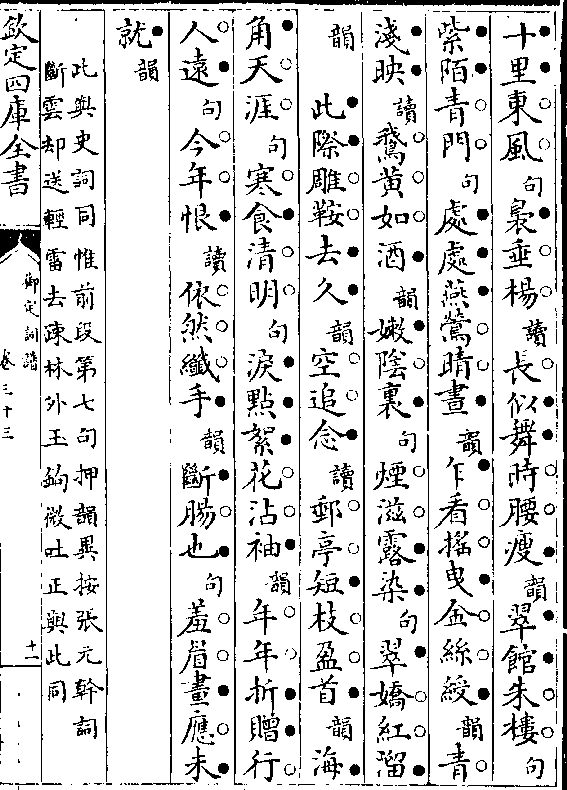 十里東風句裊垂楊讀長似舞時腰瘦韻翠館朱樓句
紫陌青門句處處燕鶯晴晝韻乍看搖曳金絲綬韻青
淺映讀鵞黃如酒韻嫩陰裏句煙滋露染句翠嬌紅溜
韻　此際雕鞍去久韻空追念讀郵亭短枝盈首韻海
角天涯句寒食清明句淚點絮花沾袖韻年年折贈行
人遠句今年恨讀依然纖手韻斷腸也句羞眉畫應未
就韻
此與史詞同惟前段第七句押韻異按張元幹詞
斷雲却送輕雷去疎林外玉鉤微吐正與此同
欽定四庫全書
御定詞譜
卷三十三
十一